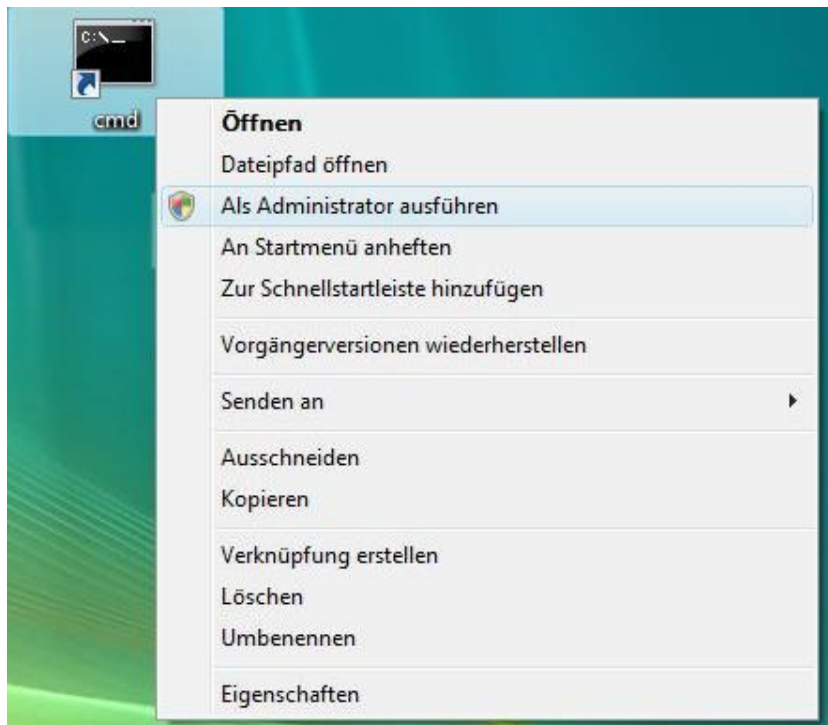 C:\_
cmd
Öffnen
Dateipfad öffnen
Als Administrator ausführen
An Startmenü anheften
Zur Schnellstartleiste hinzufügen
Vorgängerversionen wiederherstellen
Senden an
Ausschneiden
Kopieren
Verknüpfung erstellen
Löschen
Umbenennen
Eigenschaften